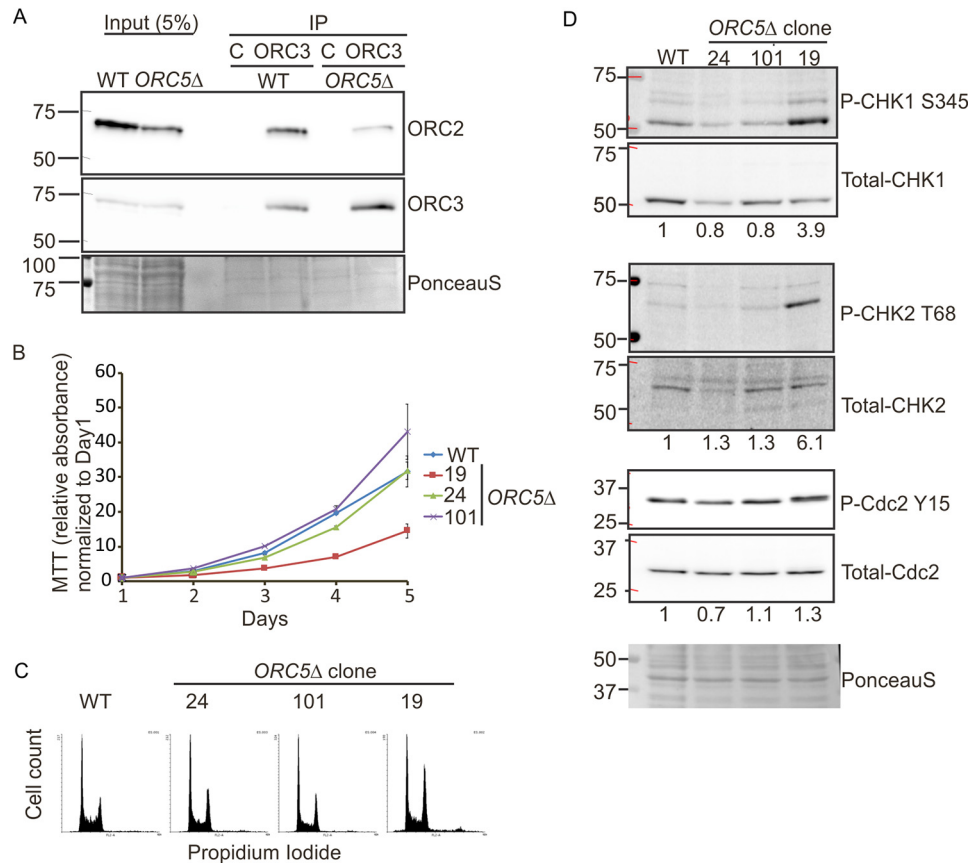 A
Input (5%)
IP
C ORC3 C ORC3
WT ORC5Δ WT ORC5Δ
75
50
ORC2
75
50
ORC3
100
75
PonceauS
B
MTT (relative absorbance normalized to Day1)
60
50
40
30
20
10
0
1 2 3 4 5
Days
WT
19
24
101
ORC5Δ
C
ORC5Δ clone
WT 24 101 19
Cell count
Propidium Iodide
D
ORC5Δ clone
WT 24 101 19
75
50
P-CHK1 S345
75
50
Total-CHK1
1 0.8 0.8 3.9
75
50
P-CHK2 T68
75
50
Total-CHK2
1 1.3 1.3 6.1
37
25
P-Cdc2 Y15
37
25
Total-Cdc2
1 0.7 1.1 1.3
50
37
PonceauS